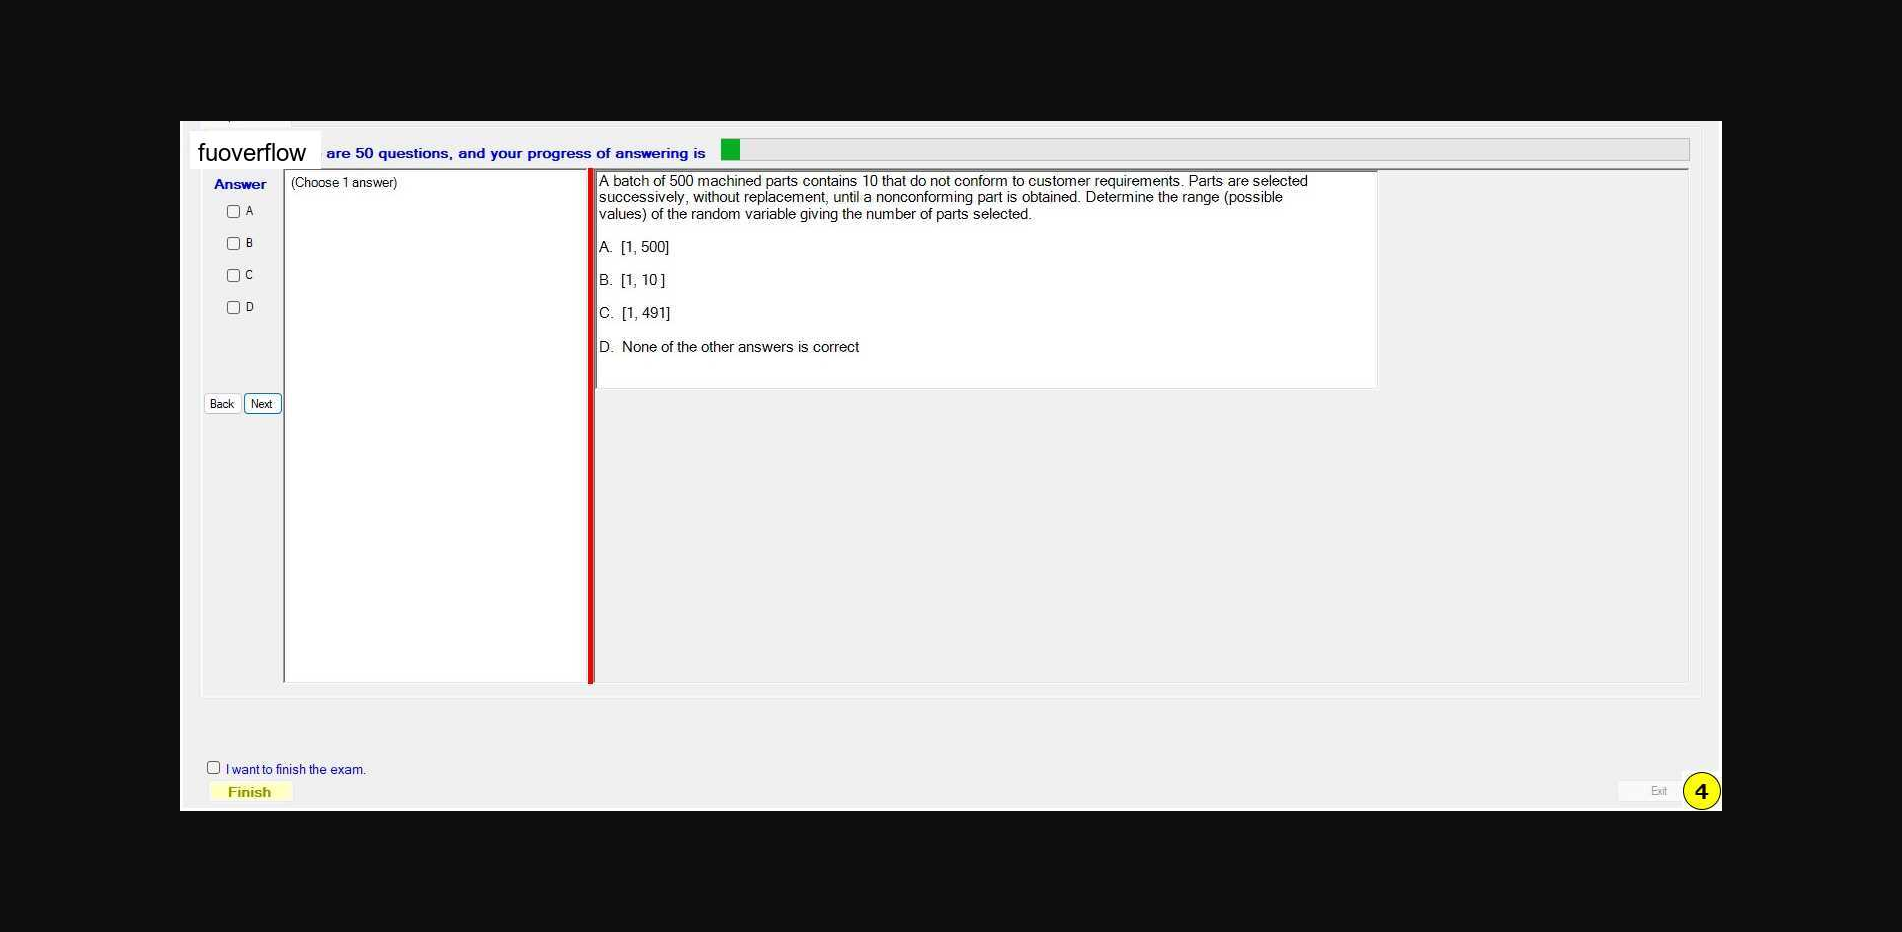 fuoverflow are 50 questions, and your progress of answering is
Answer
(Choose 1 answer)
A
B
C
D
Back Next
A batch of 500 machined parts contains 10 that do not conform to customer requirements. Parts are selected
successively, without replacement, until a nonconforming part is obtained. Determine the range (possible
values) of the random variable giving the number of parts selected.
A. [1, 500]
B. [1, 10 ]
C. [1, 491]
D. None of the other answers is correct
I want to finish the exam.
Finish
Exit
4